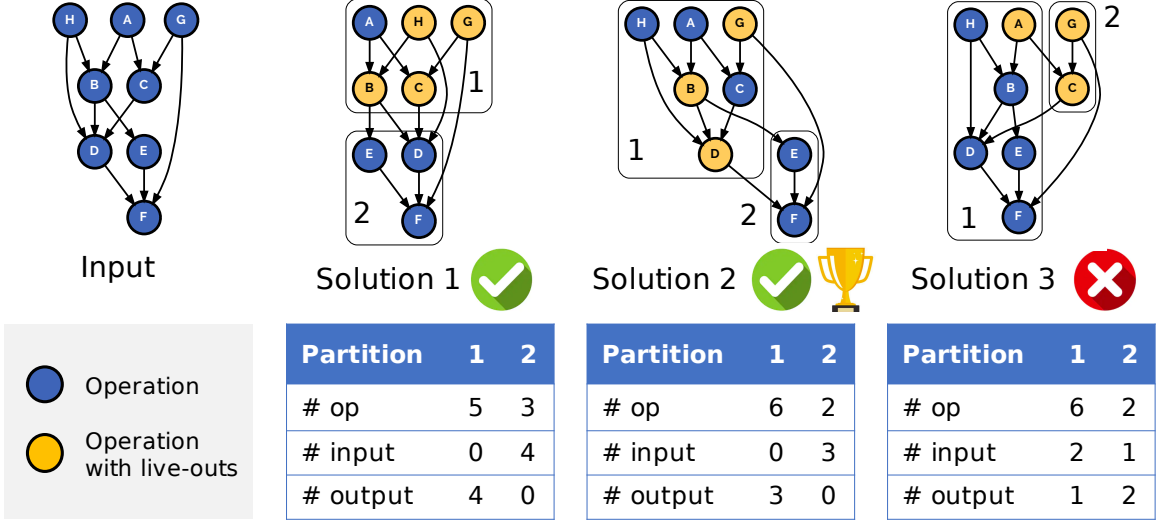 H A G
B C
D E
F
Input
A H G
B C 1
E D
2 F
Solution 1
H A G
B C
1 D E
2 F
Solution 2
H A G 2
B C
D E
1 F
Solution 3
Operation
Operation
with live-outs
Partition 1 2
# op 5 3
# input 0 4
# output 4 0
Partition 1 2
# op 6 2
# input 0 3
# output 3 0
Partition 1 2
# op 6 2
# input 2 1
# output 1 2